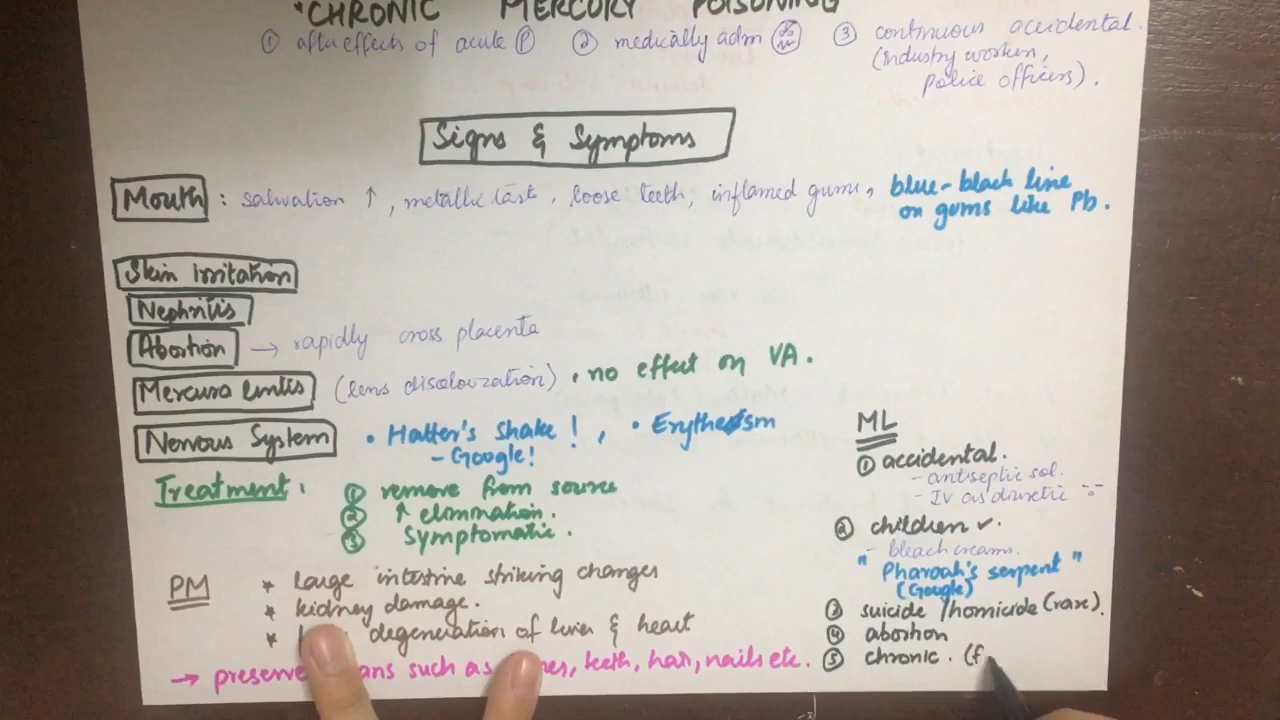 *CHRONIC MERCURY POISONING
① after effects of acute Ⓟ ② medically adm ③ continuous accidental.
(industry worker,
police officers).
Signs & Symptoms
Mouth : salivation ↑, metallic taste, loose teeth, inflamed gums, blue-black line
on gums like Pb.
Skin irritation
Nephritis
Abortion → rapidly cross placenta
Mercuria lentis (lens discolourization), no effect on VA.
Nervous System • Hatter's shake!, • Erythesm
- Google!
Treatment: ① remove from source
② ↑ elimination.
③ symptomatic.
PM * large intestine striking changes
* kidney damage.
* degeneration of liver & heart
→ such as teeth, hair, nails etc.
ML
① accidental.
- antiseptic sol.
- IV as diuretic
② children ✓.
- bleach creams.
"Pharoah's serpent"
(Google)
③ suicide/homicide (rare).
④ abortion
⑤ chronic. (f